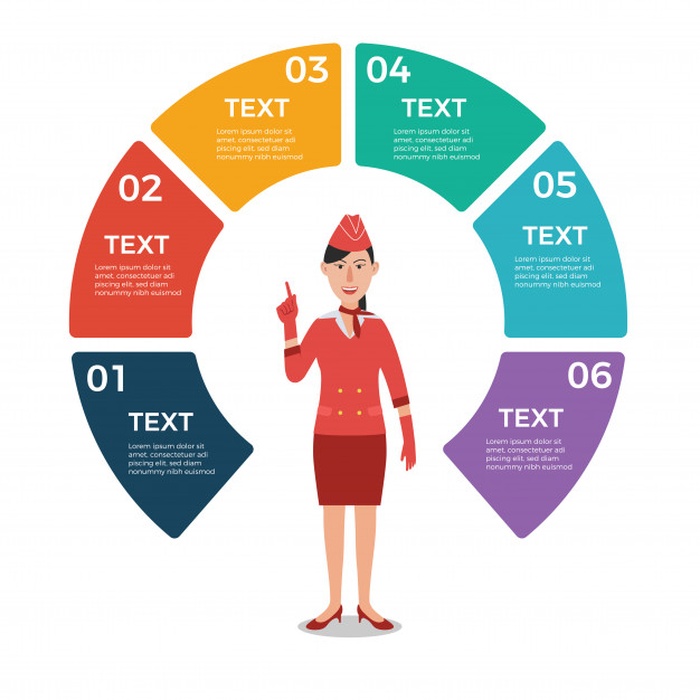 01
TEXT
Lorem ipsum dolor sit
amet, consectetuer adi
piscing elit, sed diam
nonummy nibh euismod
02
TEXT
Lorem ipsum dolor sit
amet, consectetuer adi
piscing elit, sed diam
nonummy nibh euismod
03
TEXT
Lorem ipsum dolor sit
amet, consectetuer adi
piscing elit, sed diam
nonummy nibh euismod
04
TEXT
Lorem ipsum dolor sit
amet, consectetuer adi
piscing elit, sed diam
nonummy nibh euismod
05
TEXT
Lorem ipsum dolor sit
amet, consectetuer adi
piscing elit, sed diam
nonummy nibh euismod
06
TEXT
Lorem ipsum dolor sit
amet, consectetuer adi
piscing elit, sed diam
nonummy nibh euismod